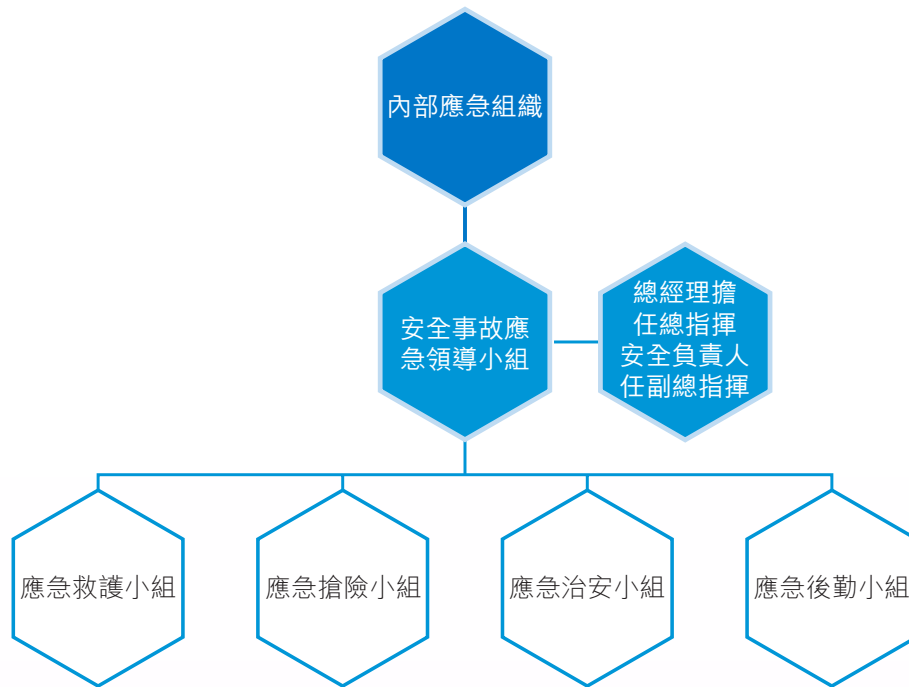 內部應急組織
安全事故應
急領導小組
總經理擔
任總指揮
安全負責人
任副總指揮
應急救護小組
應急搶險小組
應急治安小組
應急後勤小組